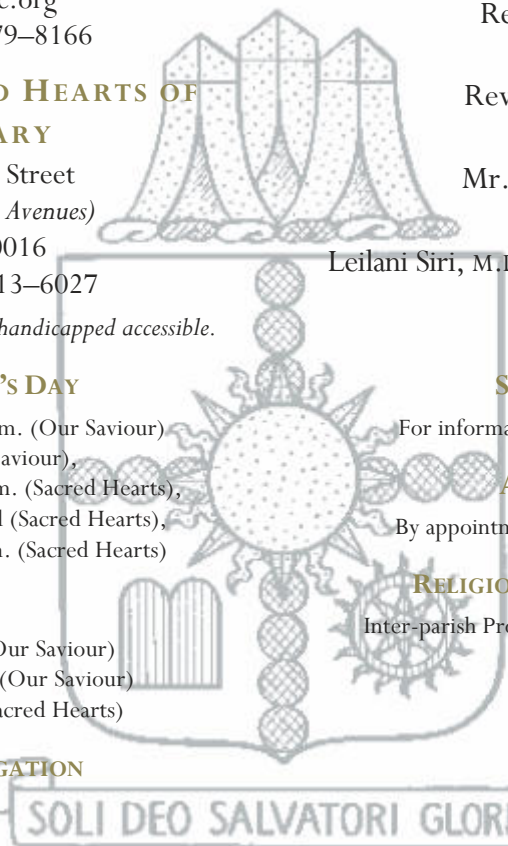 c.org
79–8166
D HEARTS OF
ARY
Street
Avenues)
0016
13–6027
handicapped accessible.
’S DAY
m. (Our Saviour)
aviour),
m. (Sacred Hearts),
l (Sacred Hearts),
n. (Sacred Hearts)
Our Saviour)
(Our Saviour)
acred Hearts)
GATION
Re
Rev
Mr.
Leilani Siri, M.D
S
For informa
A
By appointm
RELIGIO
Inter-parish Pro
SOLI DEO SALVATORI GLORI